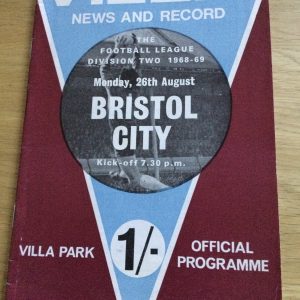 NEWS AND RECORD
THE
FOOTBALL LEAGUE
DIVISION TWO 1968-69
Monday, 26th August
BRISTOL
CITY
Kick-off 7.30 p.m.
VILLA PARK
1/-
OFFICIAL
PROGRAMME